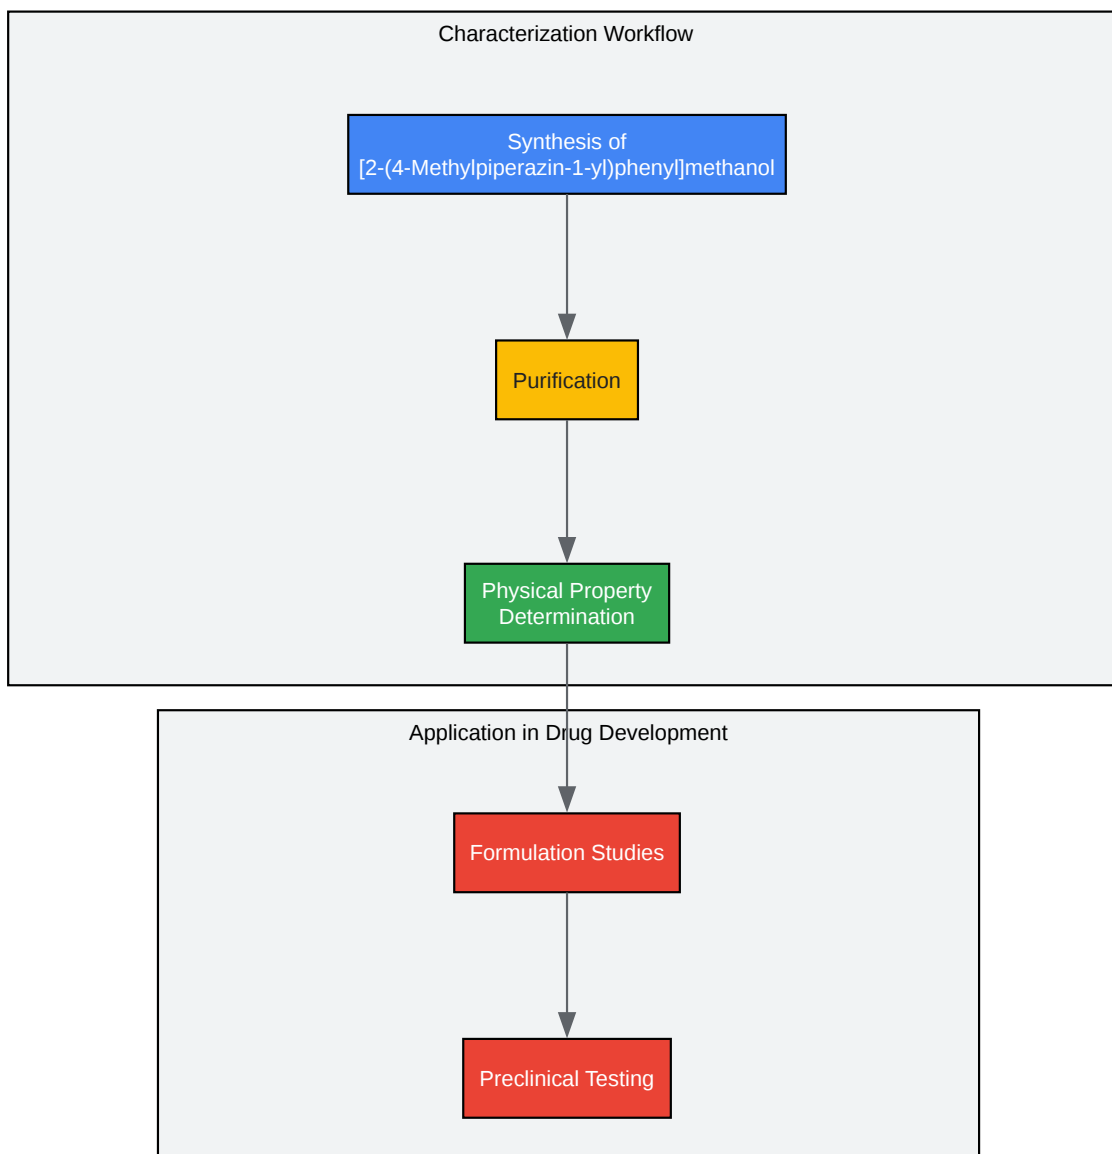 Characterization Workflow
Synthesis of
[2-(4-Methylpiperazin-1-yl)phenyl]methanol
Purification
Physical Property
Determination
Application in Drug Development
Formulation Studies
Preclinical Testing